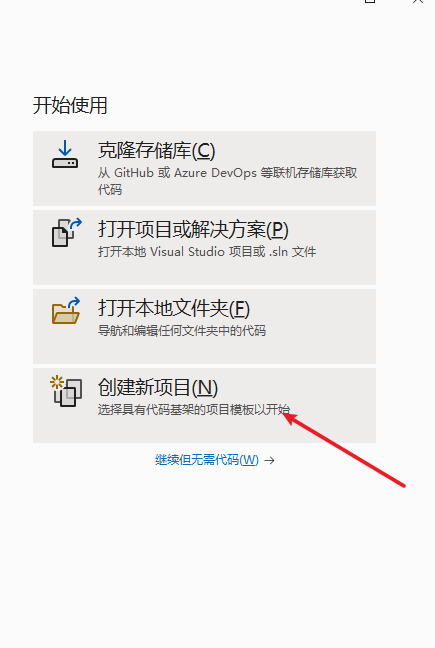 开始使用
克隆存储库(C)
从 GitHub 或 Azure DevOps 等联机存储库获取
代码
打开项目或解决方案(P)
打开本地 Visual Studio 项目或 .sln 文件
打开本地文件夹(F)
导航和编辑任何文件夹中的代码
创建新项目(N)
选择具有代码基架的项目模板以开始
继续但无需代码(W) →